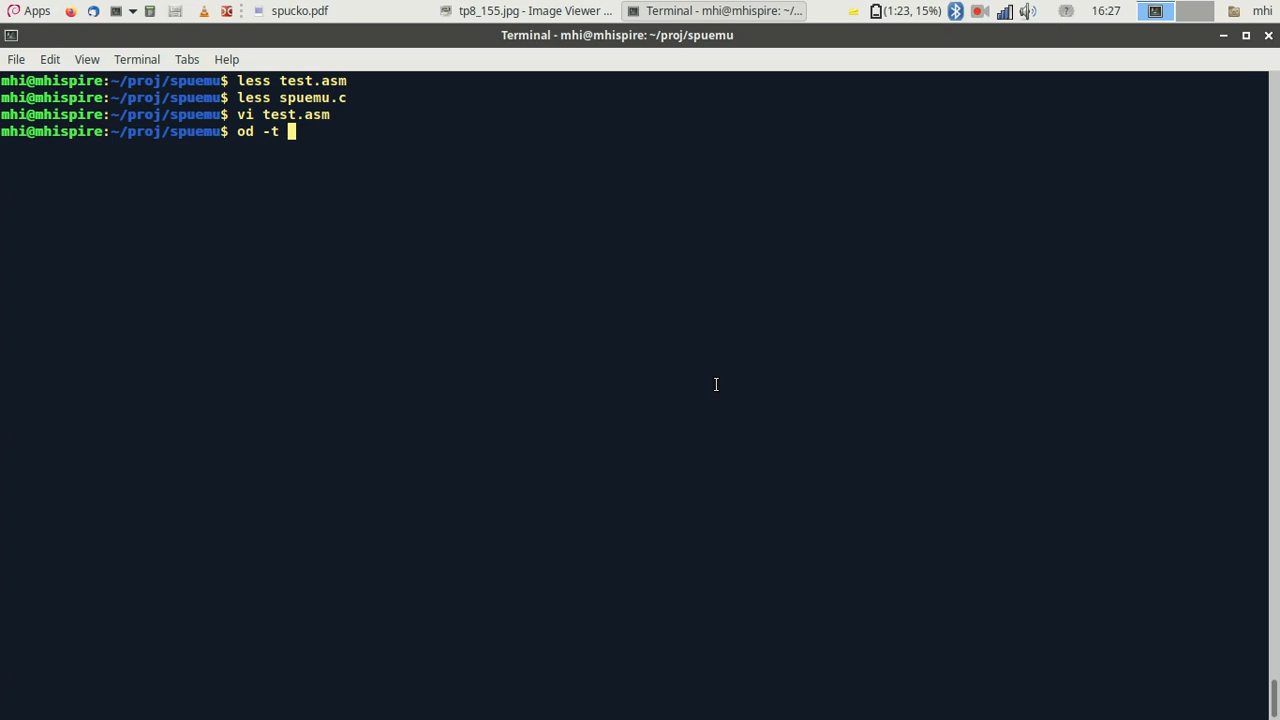 Apps spucko.pdf tp8_155.jpg - Image Viewer ... Terminal - mhi@mhispire: ~/... (1:23, 15%) 16:27 mhi
Terminal - mhi@mhispire: ~/proj/spuemu
File Edit View Terminal Tabs Help
mhi@mhispire:~/proj/spuemu$ less test.asm
mhi@mhispire:~/proj/spuemu$ less spuemu.c
mhi@mhispire:~/proj/spuemu$ vi test.asm
mhi@mhispire:~/proj/spuemu$ od -t